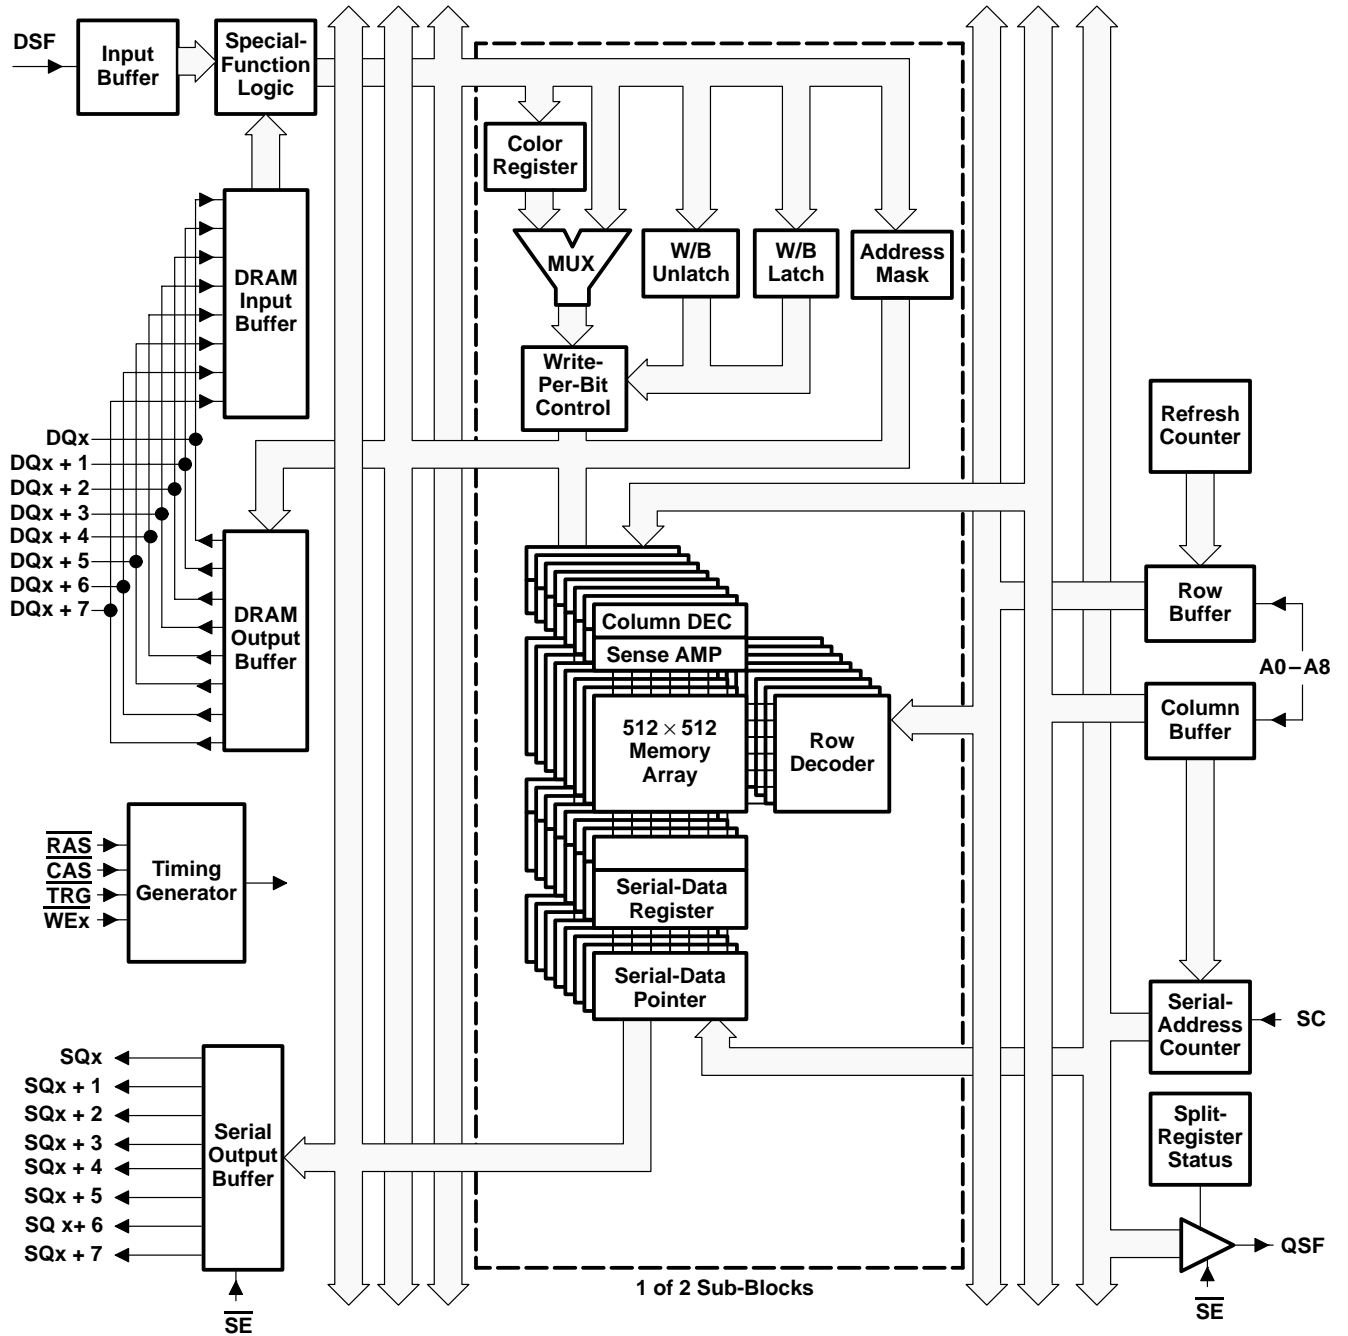 DSF
Input
Buffer
Special-
Function
Logic
Color
Register
MUX
W/B
Unlatch
W/B
Latch
Address
Mask
DRAM
Input
Buffer
Write-
Per-Bit
Control
Refresh
Counter
DQx
DQx + 1
DQx + 2
DQx + 3
DQx + 4
DQx + 5
DQx + 6
DQx + 7
DRAM
Output
Buffer
Column DEC
Sense AMP
512 × 512
Memory
Array
Row
Decoder
Row
Buffer
A0–A8
Column
Buffer
RAS
CAS
TRG
WEx
Timing
Generator
Serial-Data
Register
Serial-Data
Pointer
Serial-
Address
Counter
SC
SQx
SQx + 1
SQx + 2
SQx + 3
SQx + 4
SQx + 5
SQ x+ 6
SQx + 7
Serial
Output
Buffer
SE
Split-
Register
Status
QSF
SE
1 of 2 Sub-Blocks